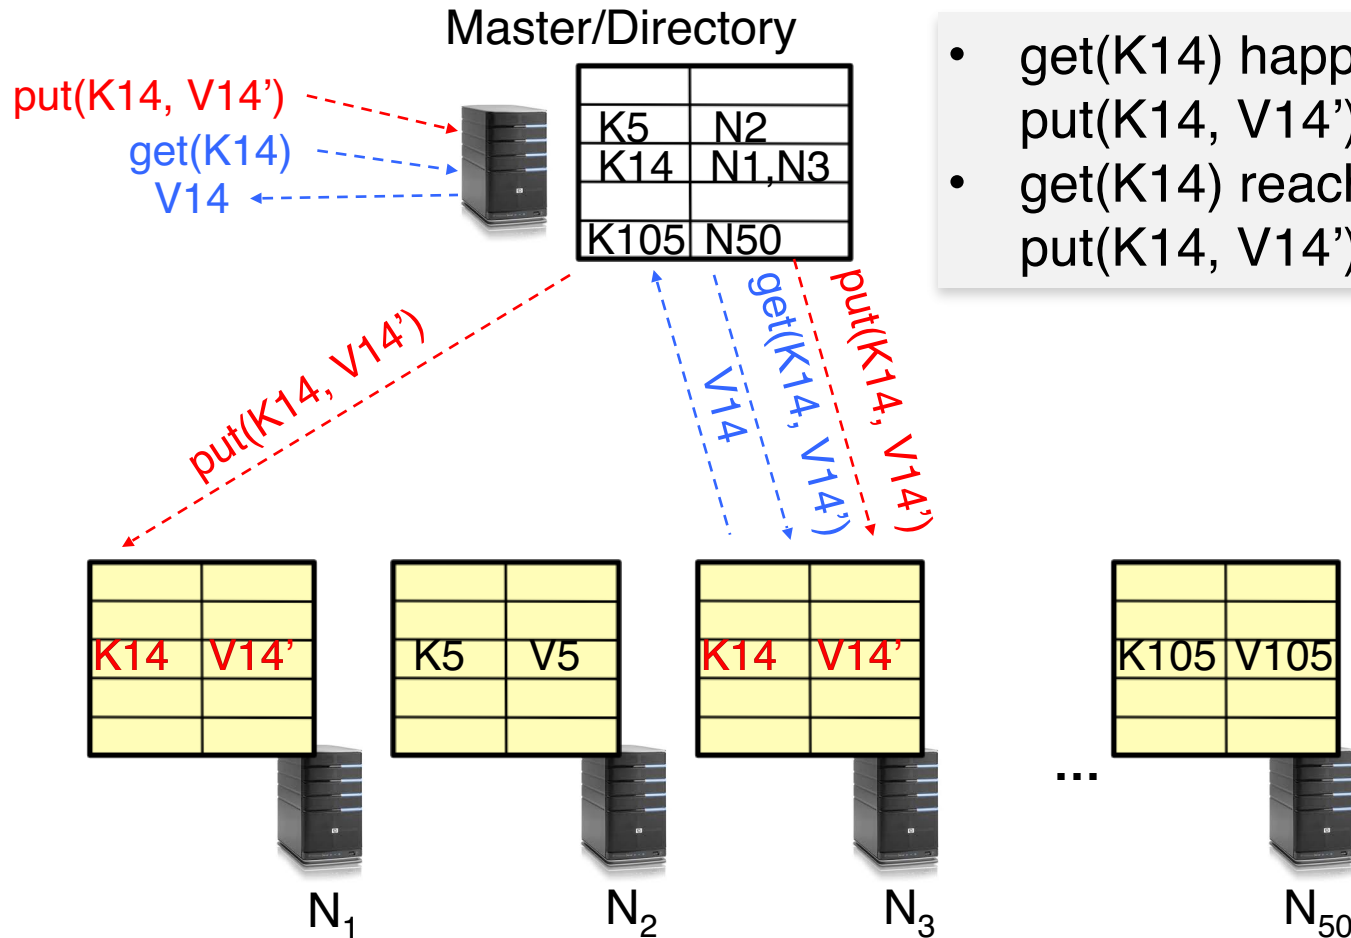 Master/Directory
put(K14, V14’)
get(K14)
V14
K5 N2
K14 N1,N3
K105 N50
• get(K14) happ
put(K14, V14’)
• get(K14) reach
put(K14, V14’)
put(K14, V14’)
V14
get(K14, V14’)
put(K14, V14’)
K14 V14’
K5 V5
K14 V14’
K105 V105
...
N1
N2
N3
N50